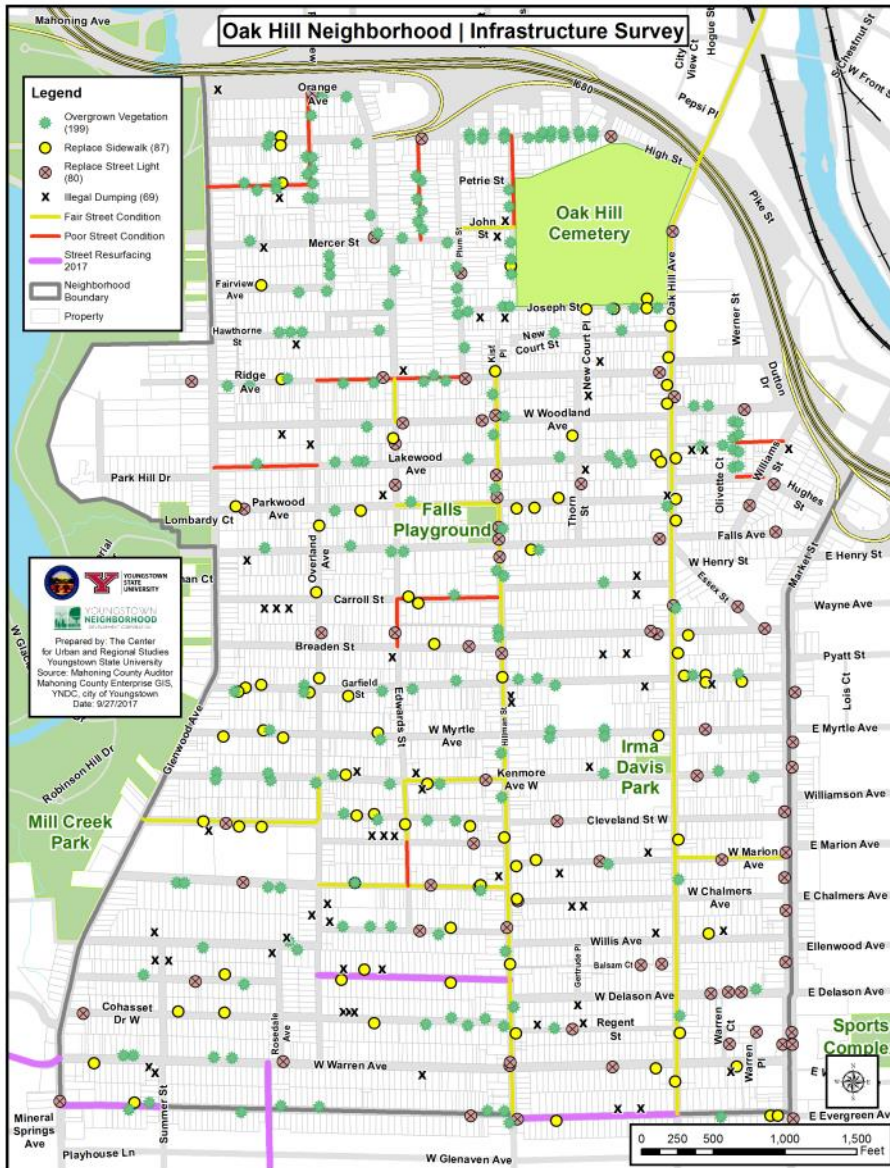 Oak Hill Neighborhood | Infrastructure Survey
Mahoning Ave
City
View Ct
Hogue St
S Chestnut St
W Front S
Legend
Overgrown Vegetation
(199)
Replace Sidewalk (87)
Replace Street Light
(80)
Illegal Dumping (69)
Fair Street Condition
Poor Street Condition
Street Resurfacing
2017
Neighborhood
Boundary
Property
Orange
Ave
I680
Pepsi Pl
High St
Pike St
Petrie St
John
St
Plum St
Oak Hill
Cemetery
Oak Hill Ave
Mercer St
Fairview
Ave
Joseph St
New
Court St
New Court Pl
Kist
Pl
Werner St
Dutton
Dr
Hawthorne
St
Ridge
Ave
W Woodland
Ave
Lakewood
Ave
Park Hill Dr
Parkwood
Ave
Lombardy Ct
Falls
Playground
Thorn
St
Olivette Ct
Williams
St
Hughes
St
Falls Ave
W Henry St
E Henry St
Market St
Overland
Ave
man Ct
Essex St
Wayne Ave
Carroll St
Breaden St
Pyatt St
Lois Ct
YOUNGSTOWN
STATE
UNIVERSITY
YOUNGSTOWN
NEIGHBORHOOD
Prepared by: The Center
for Urban and Regional Studies
Youngstown State University
Source: Mahoning County Auditor
Mahoning County Enterprise GIS,
YNDC, city of Youngstown
Date: 9/27/2017
Garfield
St
Edwards St
Hillman St
W Myrtle
Ave
E Myrtle Ave
Glenwood Ave
Robinson Hill Dr
Irma
Davis
Park
Kenmore
Ave W
Williamson Ave
Mill Creek
Park
Cleveland St W
E Marion Ave
W Marion
Ave
W Chalmers
Ave
E Chalmers Ave
Willis Ave
Ellenwood Ave
Gertrude Pl
Balsam Ct
W Delason Ave
E Delason Ave
Cohasset
Dr W
Rosedale
Ave
Regent
St
Warren
Ct
Warren
Pl
Sports
Comple
W Warren Ave
Summer St
Mineral
Springs
Ave
E Evergreen Av
Playhouse Ln
W Glenaven Ave
0 250 500 1,000 1,500
Feet